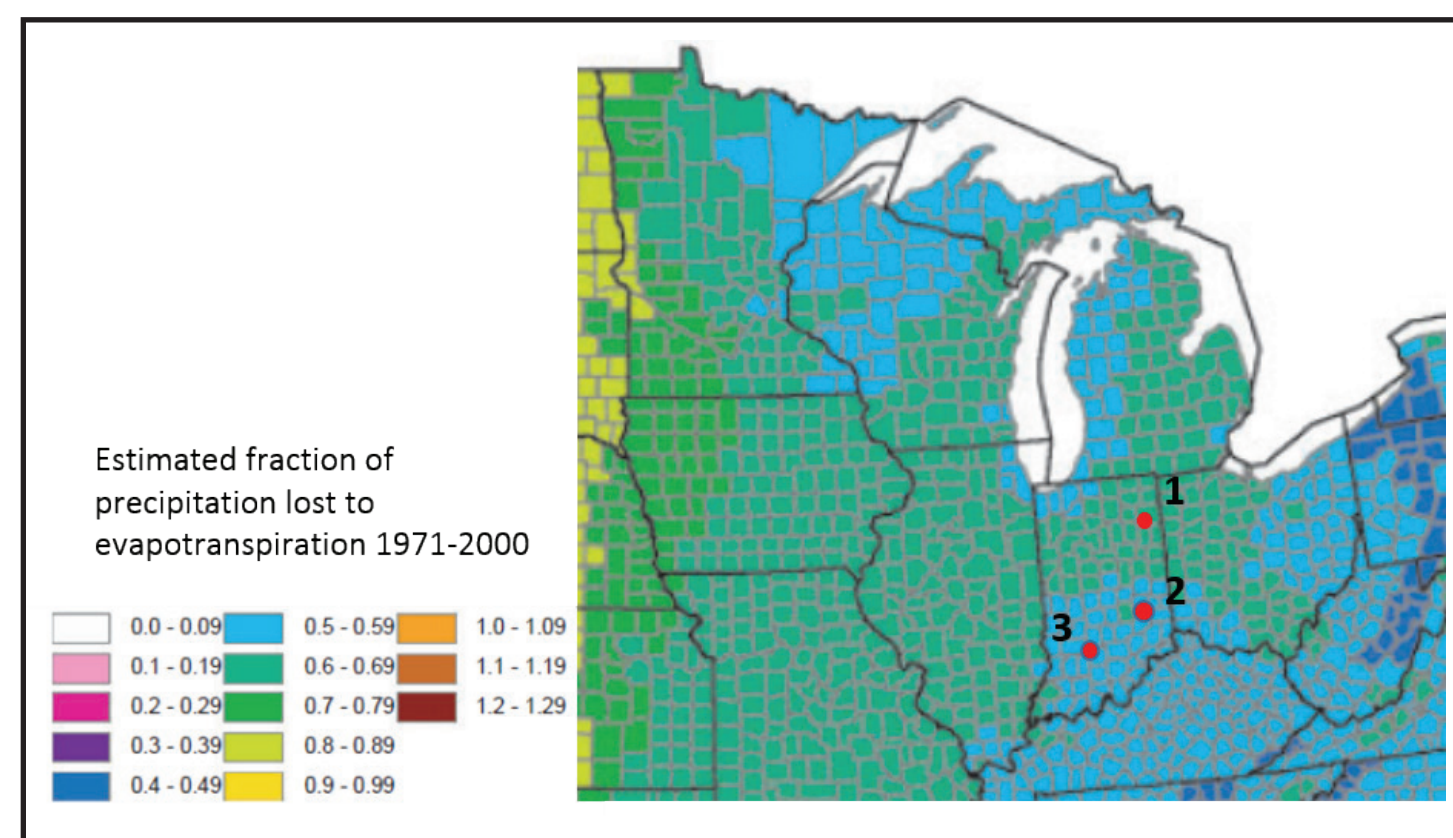 1
2
3
Estimated fraction of
precipitation lost to
evapotranspiration 1971-2000
0.0 - 0.09 0.5 - 0.59 1.0 - 1.09
0.1 - 0.19 0.6 - 0.69 1.1 - 1.19
0.2 - 0.29 0.7 - 0.79 1.2 - 1.29
0.3 - 0.39 0.8 - 0.89
0.4 - 0.49 0.9 - 0.99